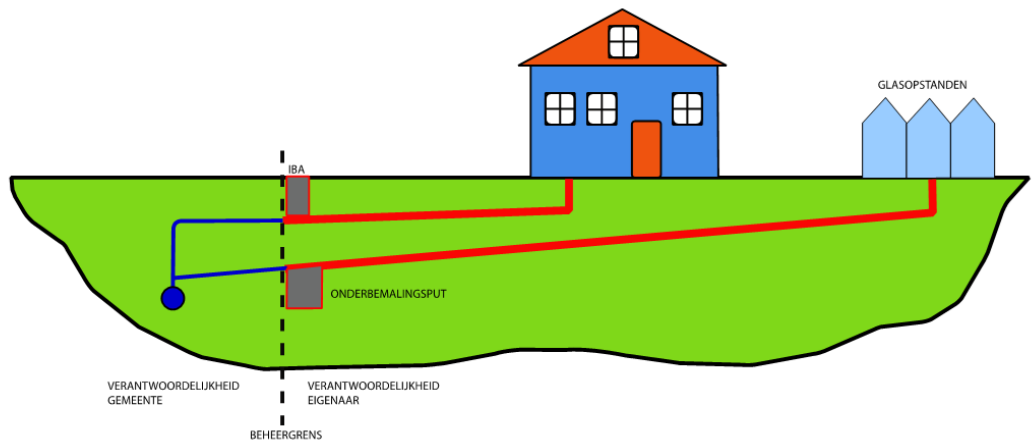 GLASOPSTANDEN
IBA
ONDERBEMALINGSPUT
VERANTWOORDELIJKHEID
GEMEENTE
VERANTWOORDELIJKHEID
EIGENAAR
BEHEERGRENS